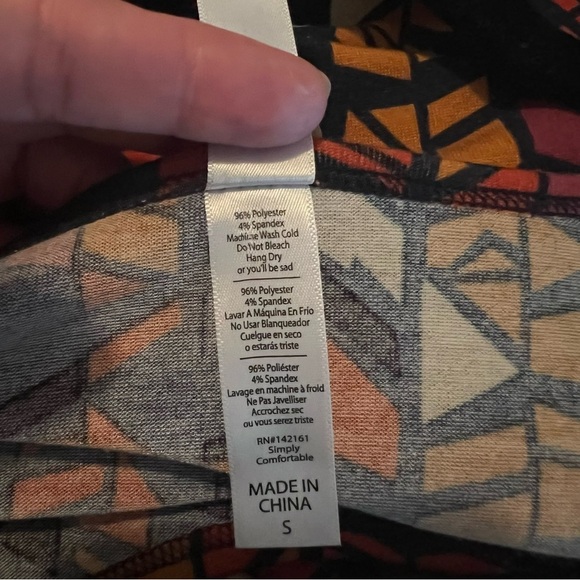 96% Polyester
4% Spandex
Machine Wash Cold
Do Not Bleach
Hang Dry
or you'll be sad
96% Polyester
4% Spandex
Lavar A Máquina En Frío
No Usar Blanqueador
Cuelgue en seco
o estarás triste
96% Poliéster
4% Spandex
Lavage en machine à froid
Ne Pas Javelliser
Accrochez sec
ou vous serez triste
RN#142161
Simply
Comfortable
MADE IN
CHINA
S